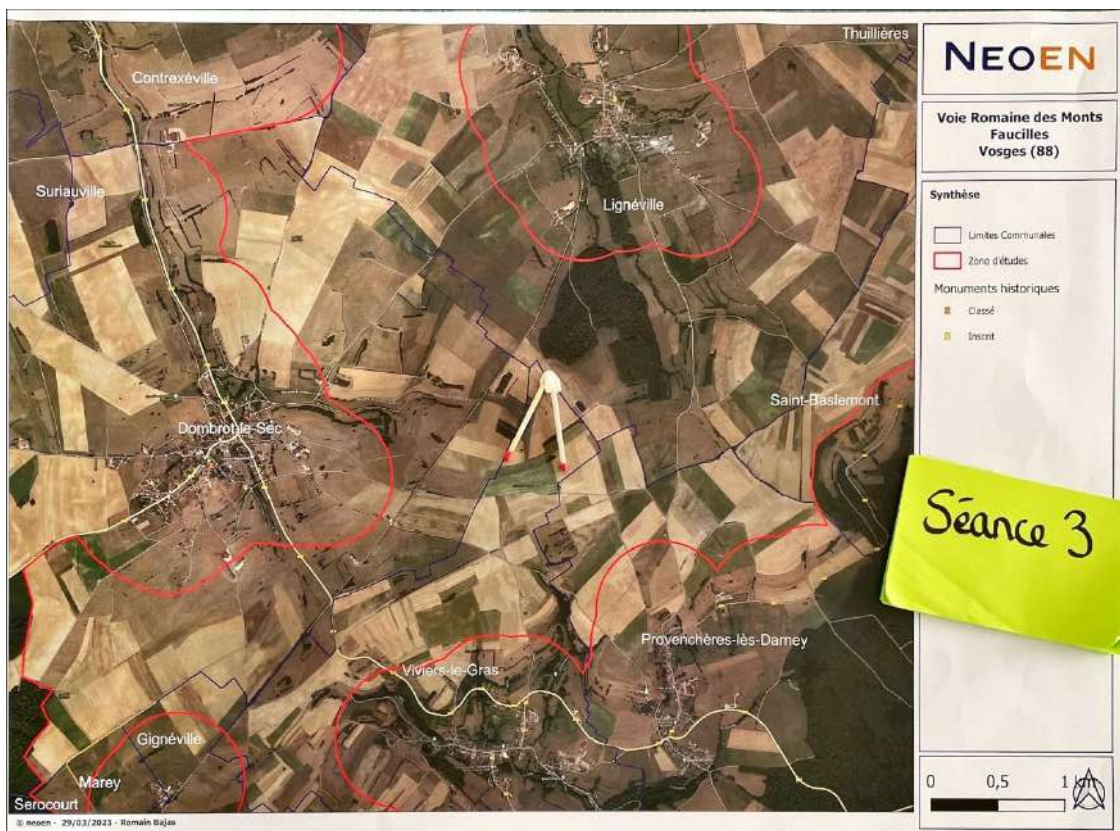 Thuillières
Contrexéville
Suriauville
Lignéville
Saint-Baslemont
Dombrot-le-Sec
Provenchères-lès-Darney
Viviers-le-Gras
Gignéville
Marey
Serocourt
NEOEN
Voie Romaine des Monts
Faucilles
Vosges (88)
Synthèse
Limites Communales
Zone d'études
Monuments historiques
Classé
Inscrit
Séance 3
0 0,5 1 km
© neoen - 29/03/2023 - Romain Bajas